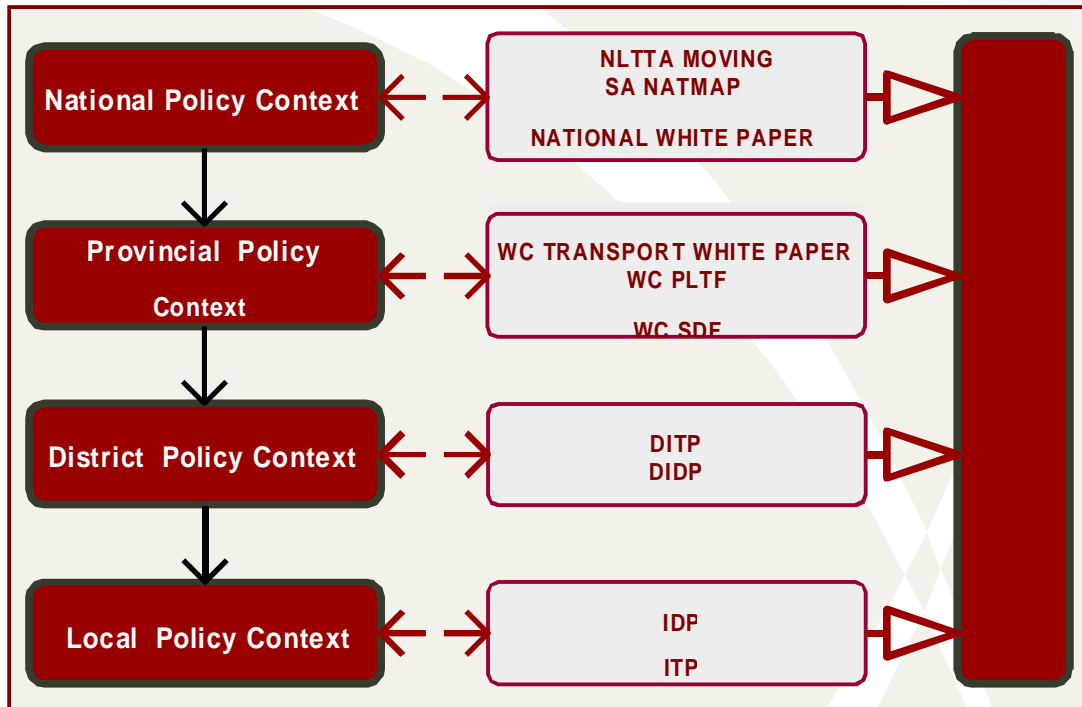 National Policy Context
NLTTA MOVING
SA NATMAP
NATIONAL WHITE PAPER
Provincial Policy
Context
WC TRANSPORT WHITE PAPER
WC PLTF
WC SDF
District Policy Context
DITP
DIDP
Local Policy Context
IDP
ITP